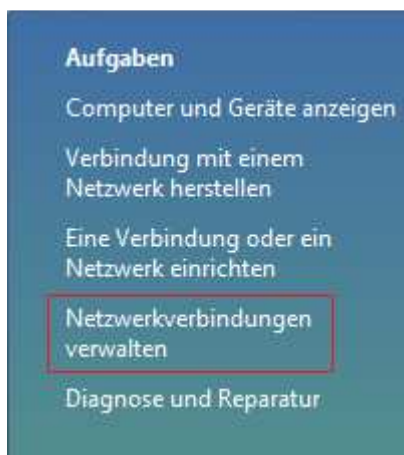 Aufgaben
Computer und Geräte anzeigen
Verbindung mit einem
Netzwerk herstellen
Eine Verbindung oder ein
Netzwerk einrichten
Netzwerkverbindungen
verwalten
Diagnose und Reparatur